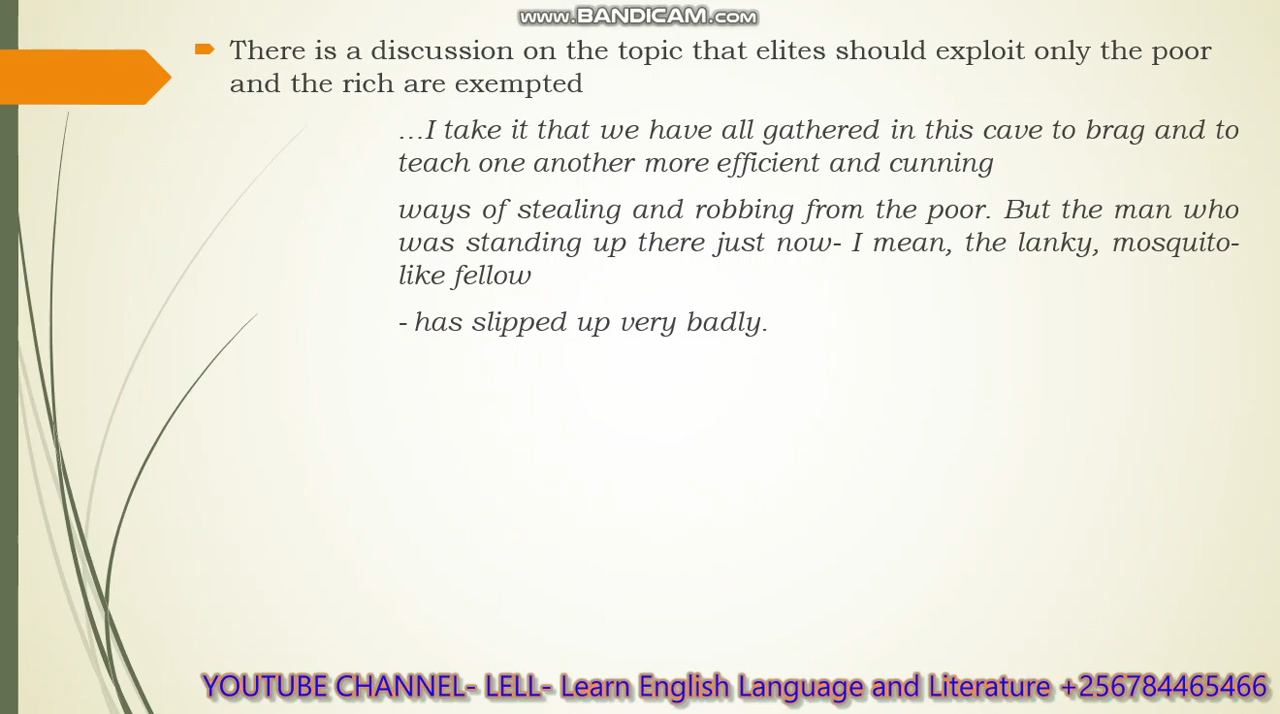 www.BANDICAM.com
There is a discussion on the topic that elites should exploit only the poor
and the rich are exempted
…I take it that we have all gathered in this cave to brag and to
teach one another more efficient and cunning
ways of stealing and robbing from the poor. But the man who
was standing up there just now- I mean, the lanky, mosquito-
like fellow
- has slipped up very badly.
YOUTUBE CHANNEL- LELL- Learn English Language and Literature +256784465466